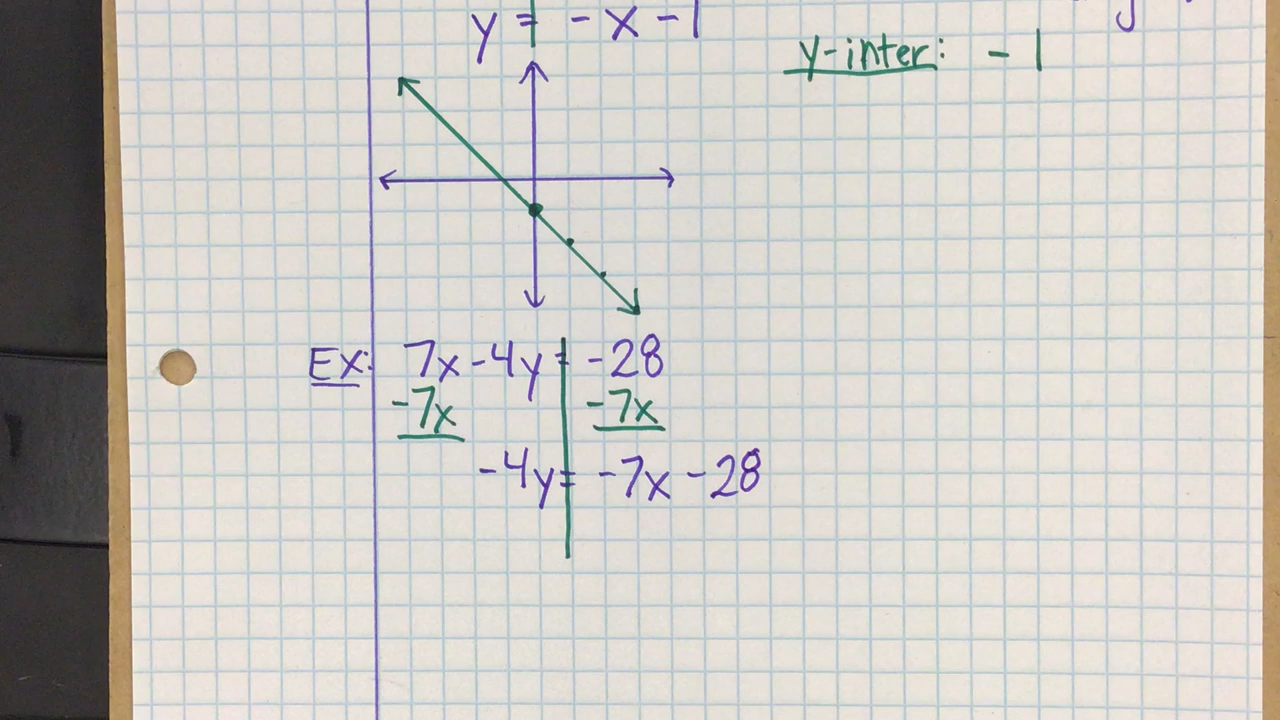 y = -x-1
y-inter: -1
Ex: 7x-4y = -28
-7x -7x
-4y = -7x-28